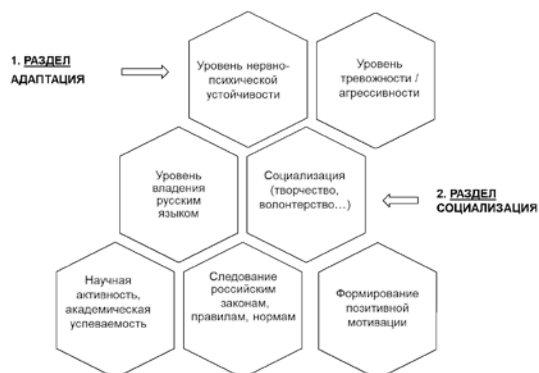 1. РАЗДЕЛ
АДАПТАЦИЯ
Уровень нервно-
психической
устойчивости
Уровень
тревожности /
агрессивности
Уровень
владения
русским
языком
Социализация
(творчество,
волонтерство...)
2. РАЗДЕЛ
СОЦИАЛИЗАЦИЯ
Научная
активность,
академическая
успеваемость
Следование
российским
законам,
правилам, нормам
Формирование
позитивной
мотивации